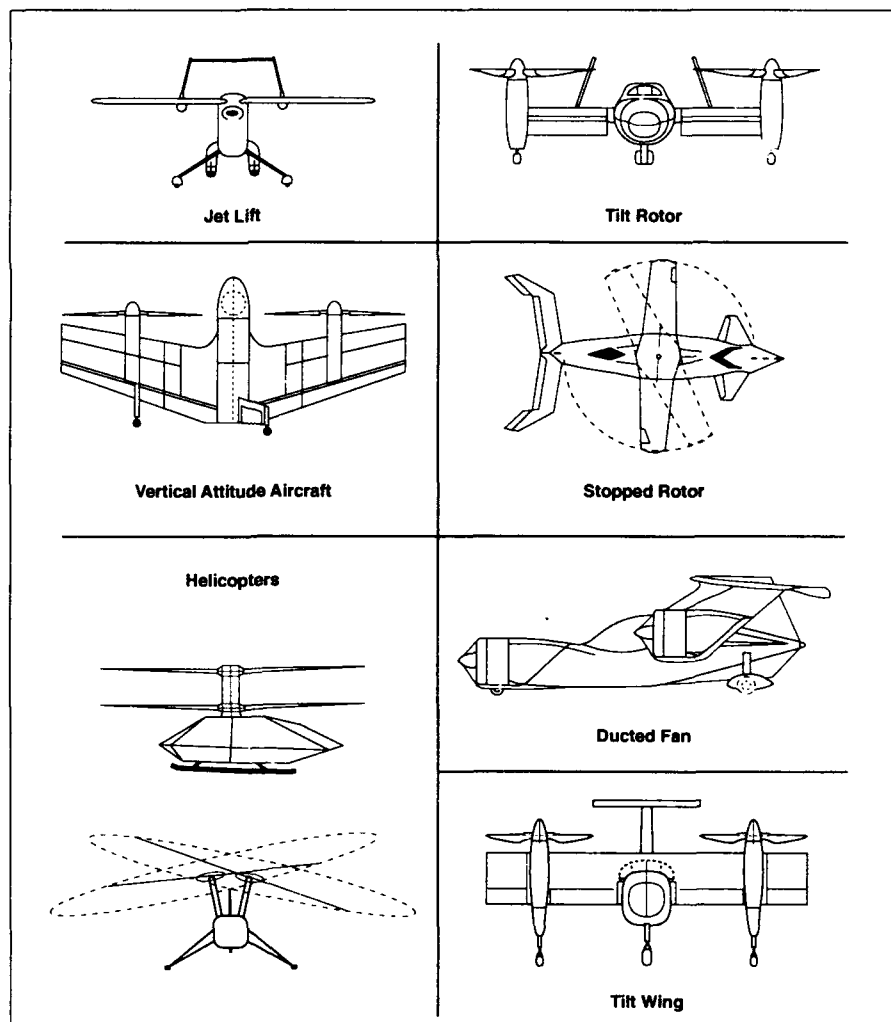 Jet Lift
Tilt Rotor
Vertical Attitude Aircraft
Stopped Rotor
Helicopters
Ducted Fan
Tilt Wing